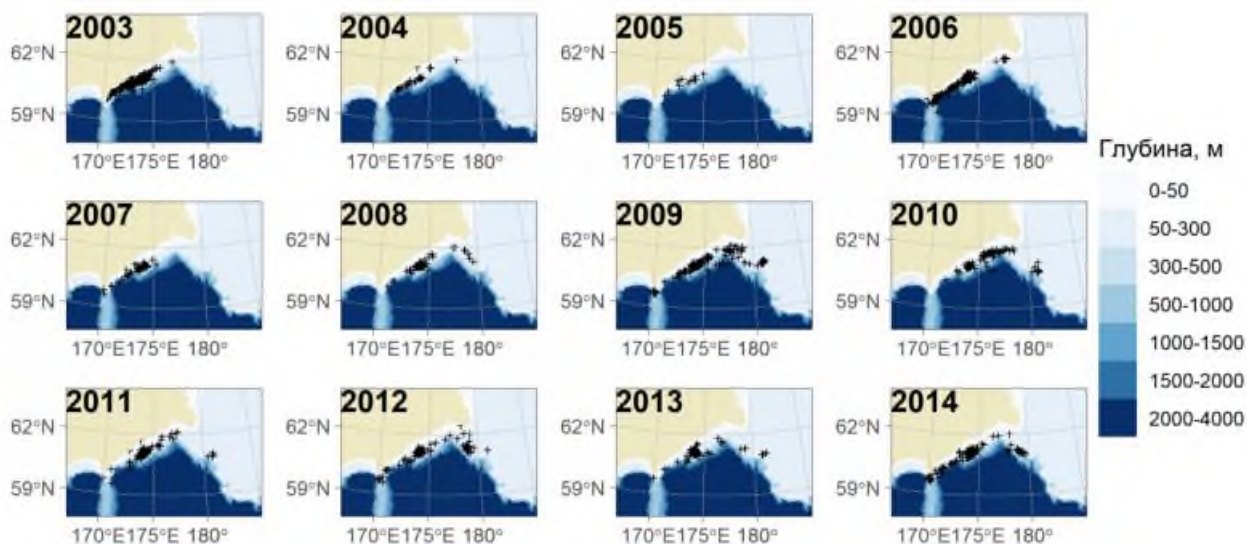 2003 2004 2005 2006
62°N 62°N 62°N 62°N
59°N 59°N 59°N 59°N
170°E175°E 180° 170°E175°E 180° 170°E175°E 180° 170°E175°E 180°
Глубина, м
0-50
50-300
300-500
500-1000
1000-1500
1500-2000
2000-4000
2007 2008 2009 2010
62°N 62°N 62°N 62°N
59°N 59°N 59°N 59°N
170°E175°E 180° 170°E175°E 180° 170°E175°E 180° 170°E175°E 180°
2011 2012 2013 2014
62°N 62°N 62°N 62°N
59°N 59°N 59°N 59°N
170°E175°E 180° 170°E175°E 180° 170°E175°E 180° 170°E175°E 180°